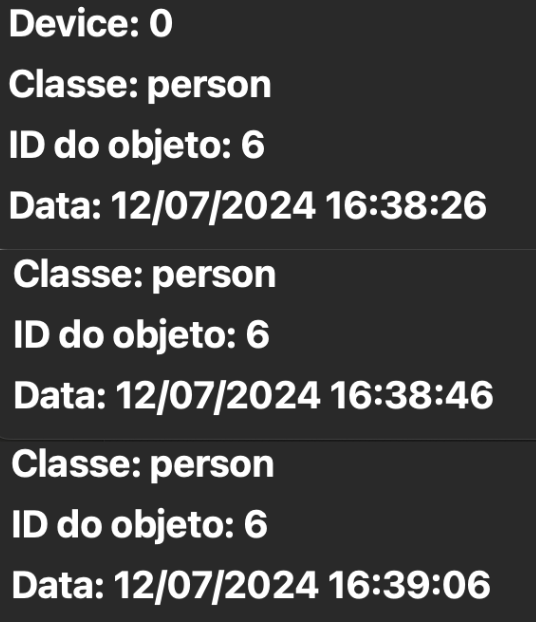 Device: 0
Classe: person
ID do objeto: 6
Data: 12/07/2024 16:38:26
Classe: person
ID do objeto: 6
Data: 12/07/2024 16:38:46
Classe: person
ID do objeto: 6
Data: 12/07/2024 16:39:06